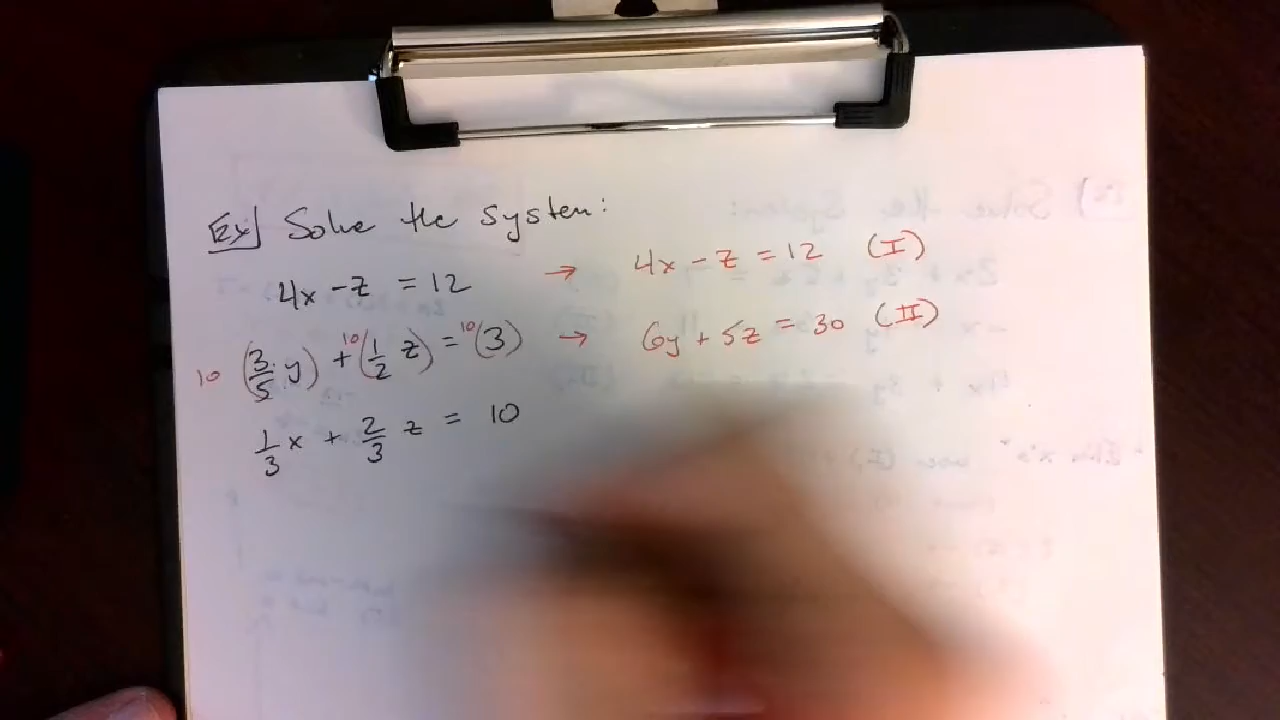 Ex) Solve the system:
4x - z = 12 → 4x - z = 12 (I)
10 (3/5 y) + 10(1/2 z) = 10(3) → 6y + 5z = 30 (II)
1/3 x + 2/3 z = 10